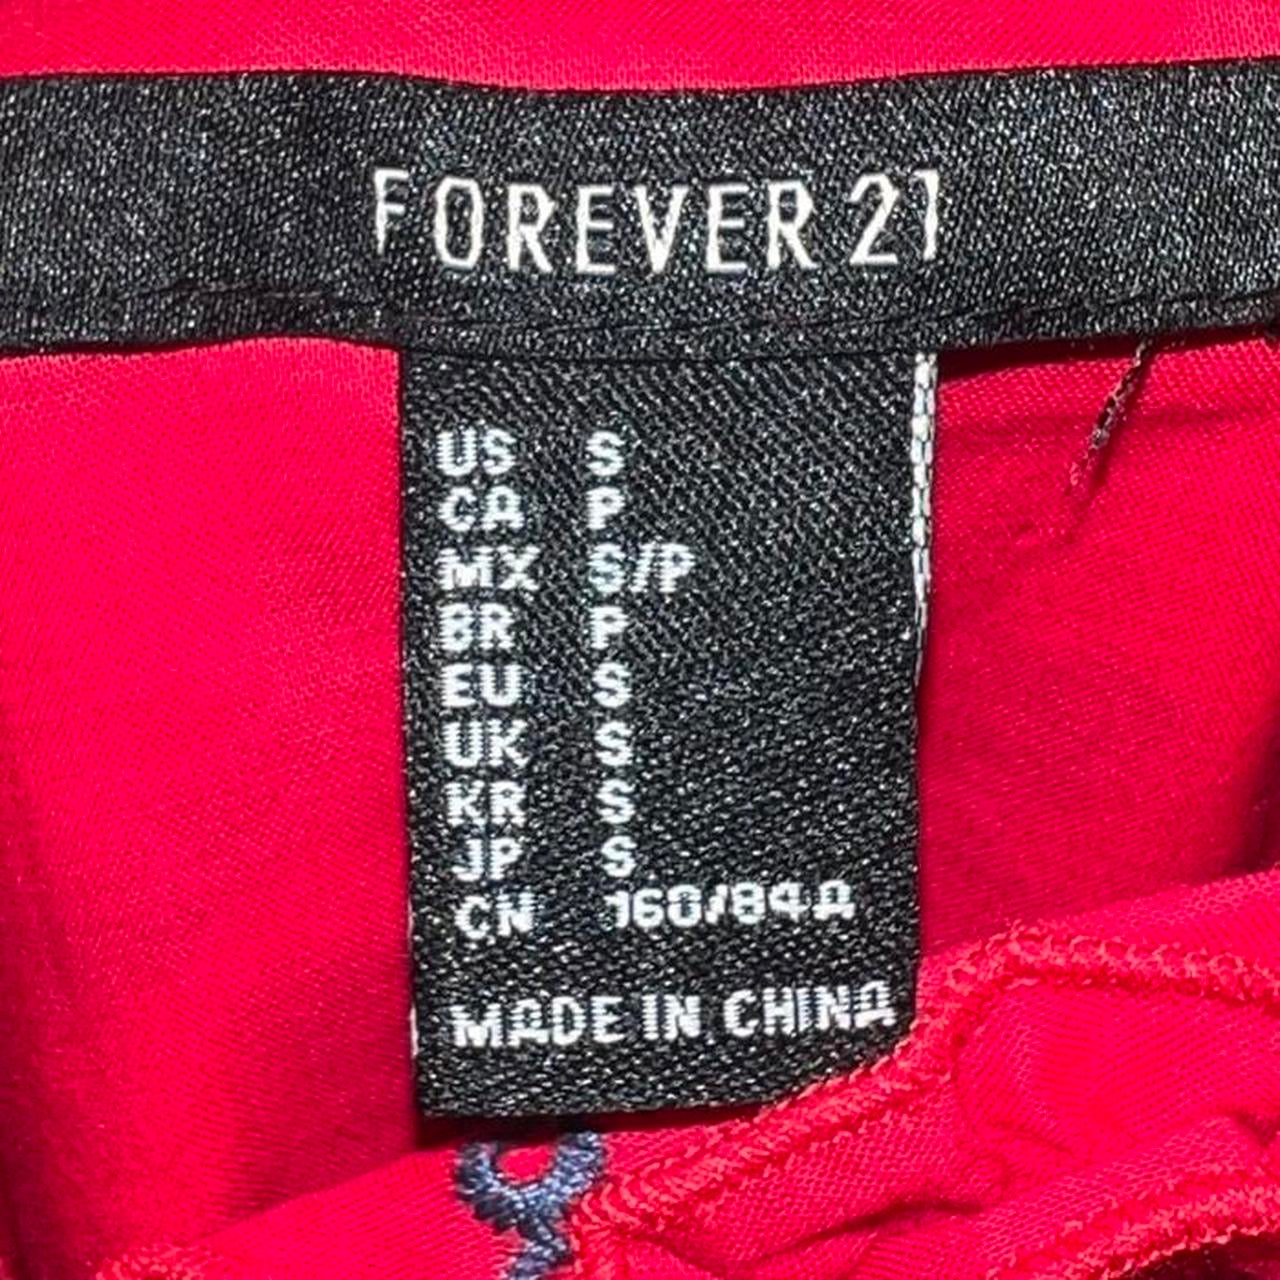 FOREVER 21
US S
CA P
MX S/P
BR P
EU S
UK S
KR S
JP S
CN 160/84A
MADE IN CHINA